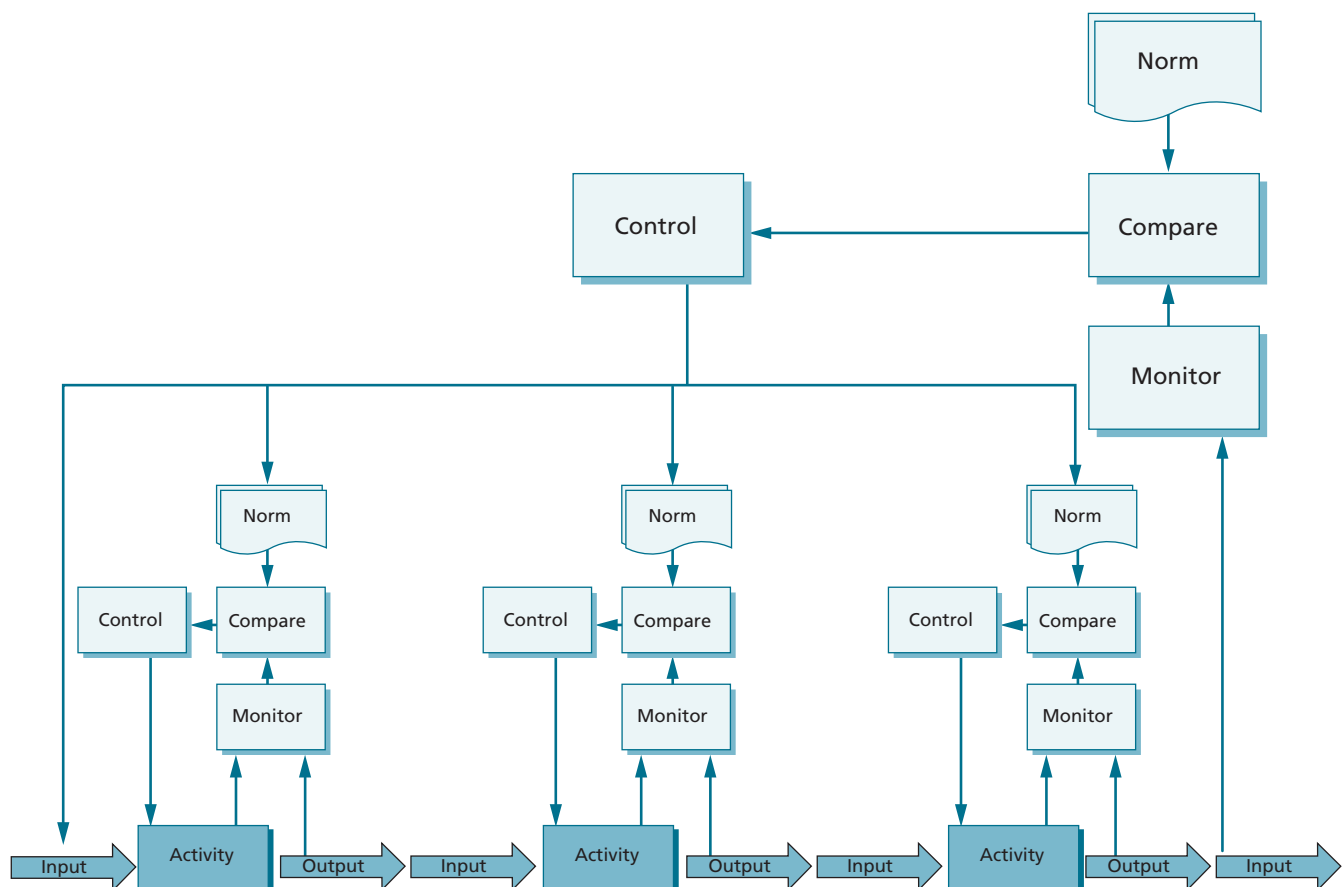 Norm
Control
Compare
Monitor
Norm
Norm
Norm
Control
Compare
Control
Compare
Control
Compare
Monitor
Monitor
Monitor
Input
Activity
Output
Input
Activity
Output
Input
Activity
Output
Input